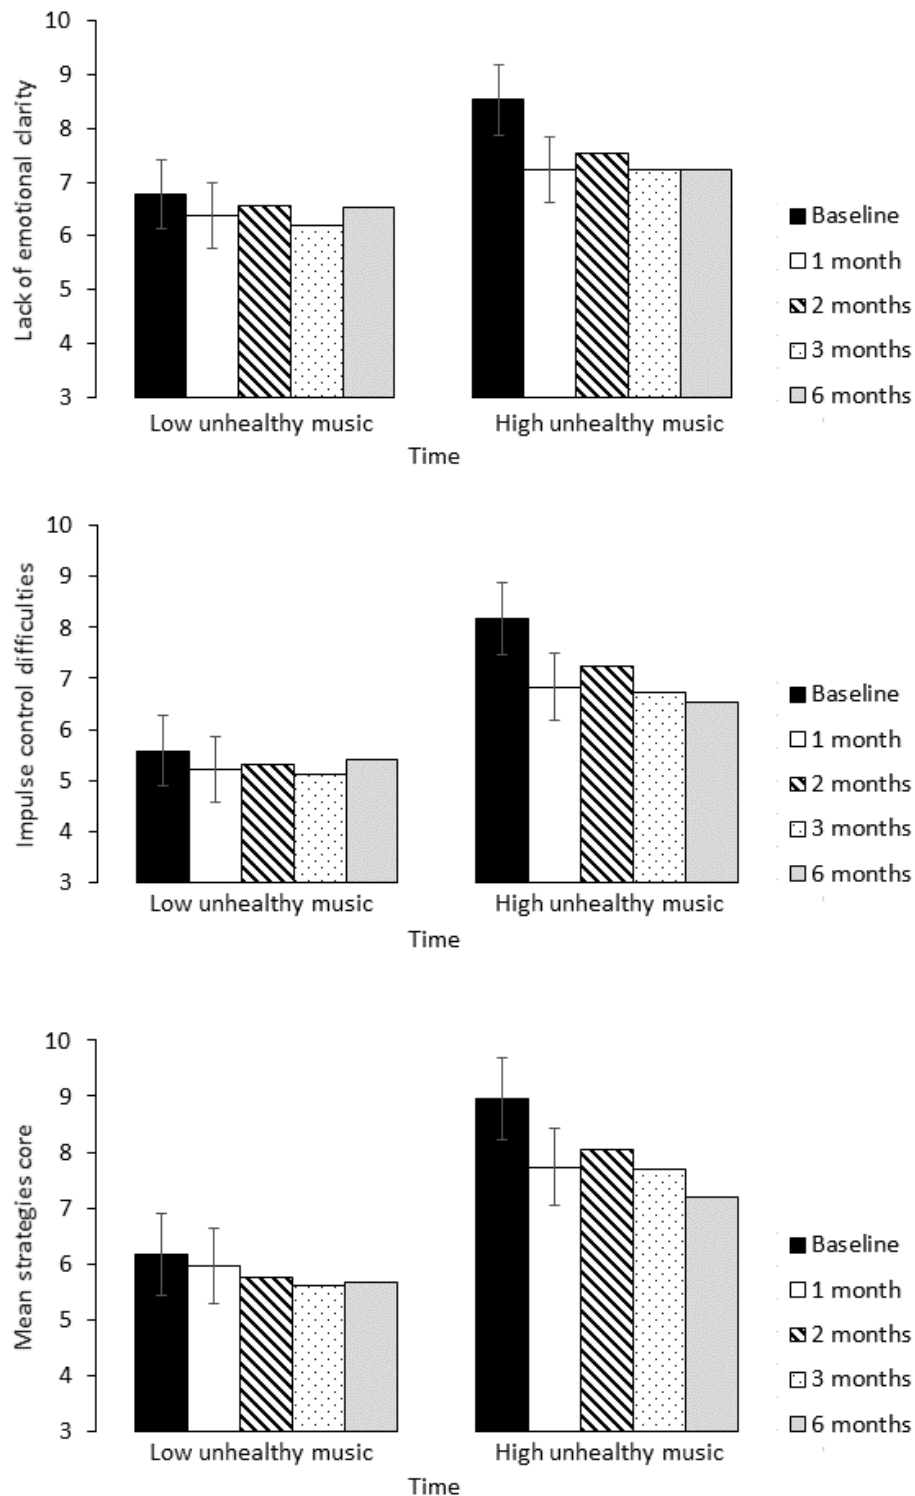 Lack of emotional clarity
10
9
8
7
6
5
4
3
Low unhealthy music High unhealthy music
Time
Baseline
1 month
2 months
3 months
6 months
Impulse control difficulties
10
9
8
7
6
5
4
3
Low unhealthy music High unhealthy music
Time
Baseline
1 month
2 months
3 months
6 months
Mean strategies core
10
9
8
7
6
5
4
3
Low unhealthy music High unhealthy music
Time
Baseline
1 month
2 months
3 months
6 months